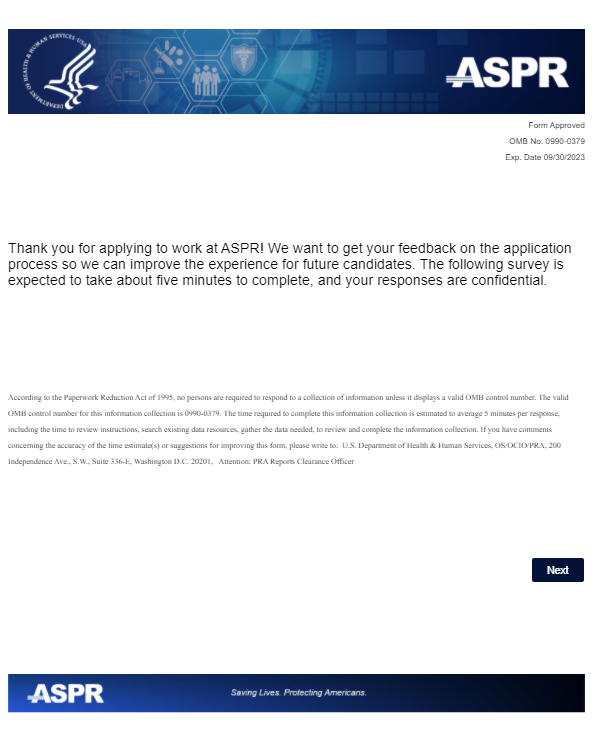 DEPARTMENT OF HEALTH & HUMAN SERVICES · USA
ASPR
Form Approved
OMB No. 0990-0379
Exp. Date 09/30/2023
Thank you for applying to work at ASPR! We want to get your feedback on the application
process so we can improve the experience for future candidates. The following survey is
expected to take about five minutes to complete, and your responses are confidential.
According to the Paperwork Reduction Act of 1995, no persons are required to respond to a collection of information unless it displays a valid OMB control number. The valid
OMB control number for this information collection is 0990-0379. The time required to complete this information collection is estimated to average 5 minutes per response,
including the time to review instructions, search existing data resources, gather the data needed, to review and complete the information collection. If you have comments
concerning the accuracy of the time estimate(s) or suggestions for improving this form, please write to: U.S. Department of Health & Human Services, OS/OCIO/PRA, 200
Independence Ave., S.W., Suite 336-E, Washington D.C. 20201, Attention: PRA Reports Clearance Officer
Next
ASPR
Saving Lives. Protecting Americans.